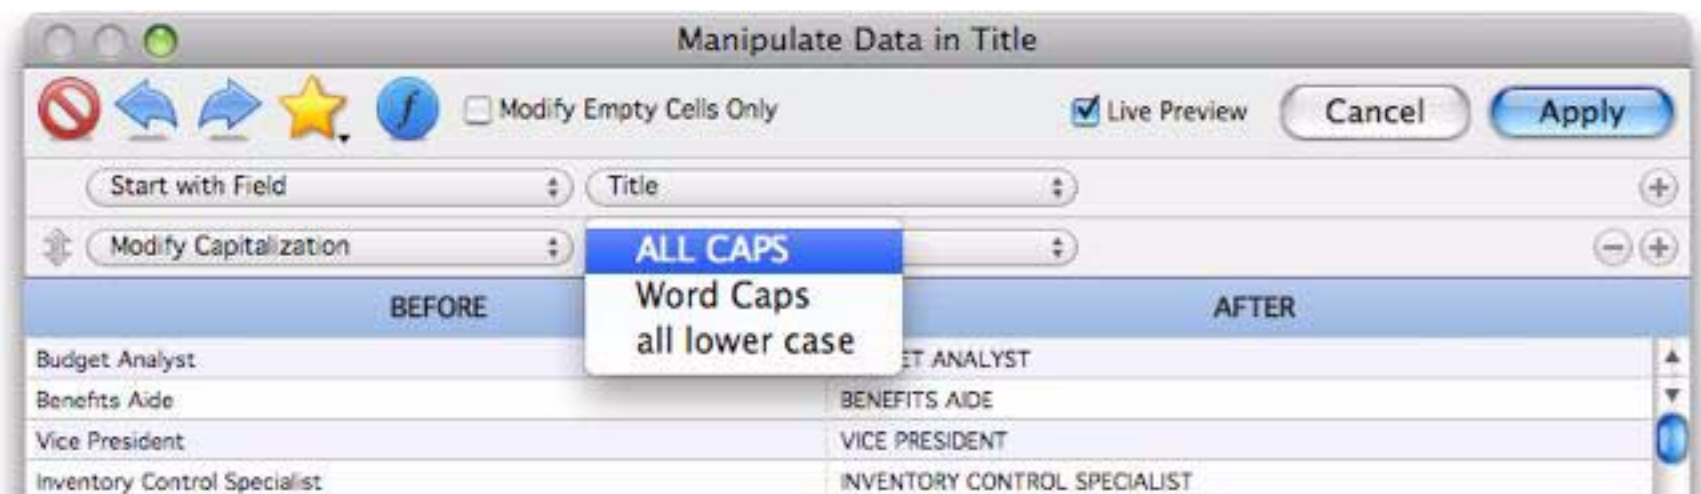 Manipulate Data in Title
f Modify Empty Cells Only Live Preview Cancel Apply
Start with Field Title
Modify Capitalization ALL CAPS
Word Caps
all lower case
BEFORE AFTER
Budget Analyst ET ANALYST
Benefits Aide BENEFITS AIDE
Vice President VICE PRESIDENT
Inventory Control Specialist INVENTORY CONTROL SPECIALIST